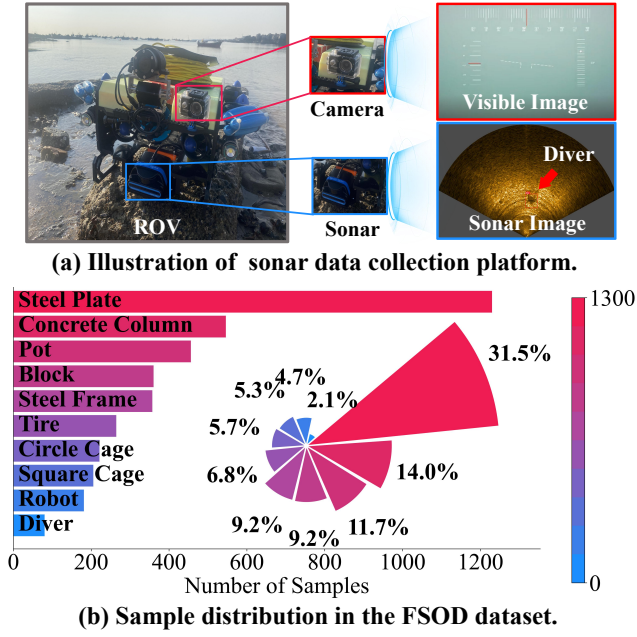 ROV
Camera
Sonar
Visible Image
Diver
Sonar Image
(a) Illustration of sonar data collection platform.
Steel Plate
Concrete Column
Pot
Block
Steel Frame
Tire
Circle Cage
Square Cage
Robot
Diver
0 200 400 600 800 1000 1200
Number of Samples
31.5%
14.0%
11.7%
9.2%
9.2%
6.8%
5.7%
5.3%
4.7%
2.1%
1300
0
(b) Sample distribution in the FSOD dataset.